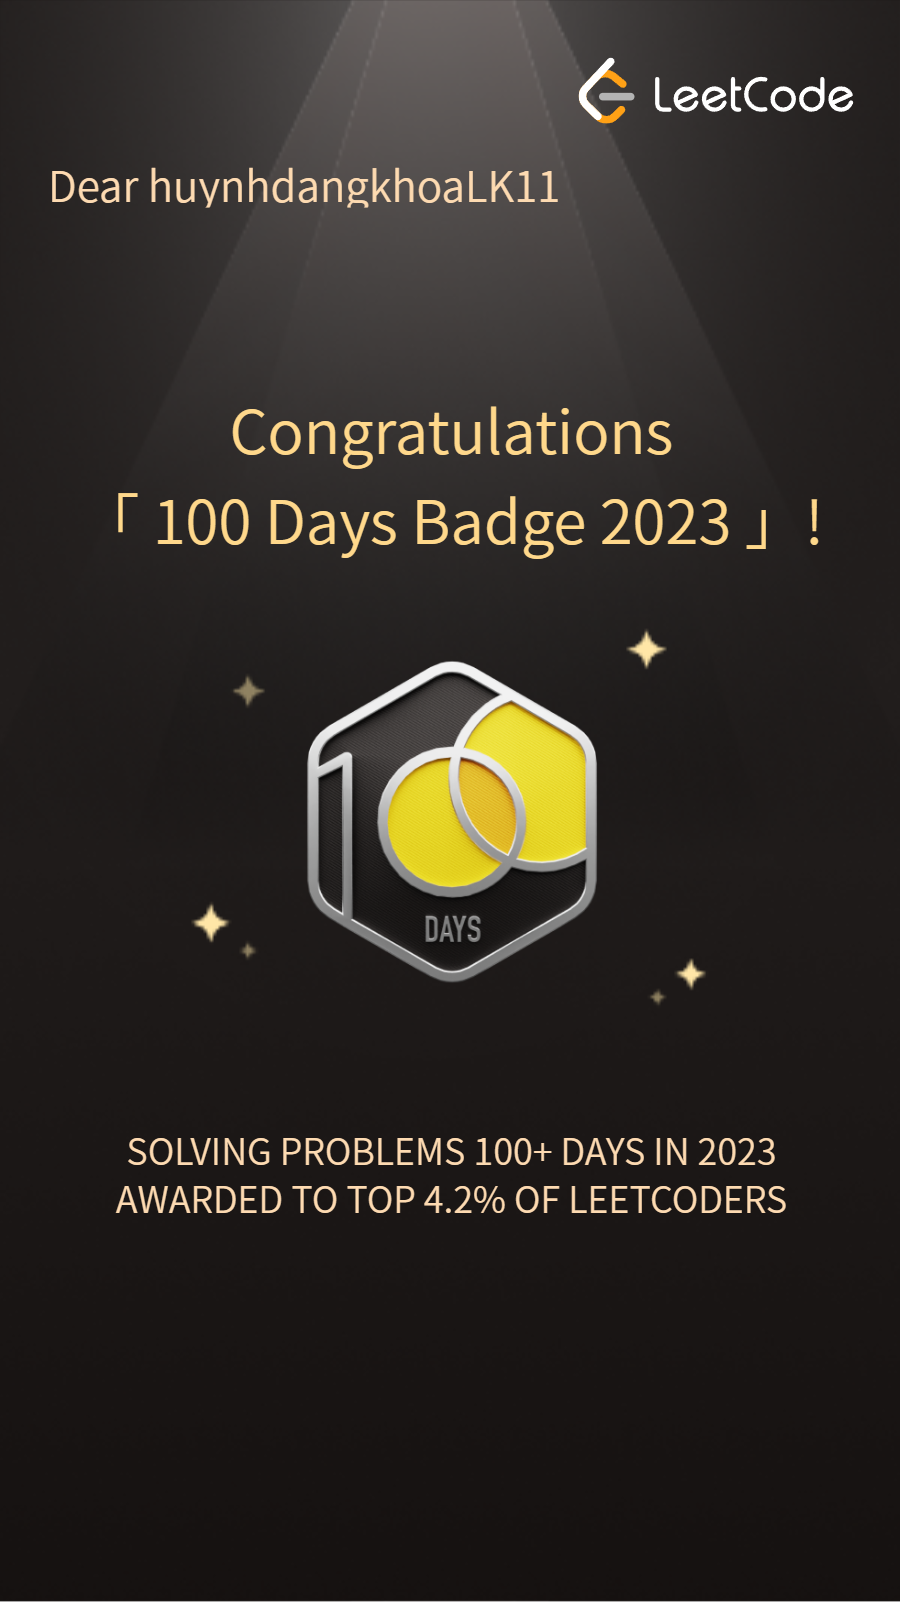 LeetCode
Dear huynhdangkhoaLK11
Congratulations
「 100 Days Badge 2023 」!
100
DAYS
SOLVING PROBLEMS 100+ DAYS IN 2023
AWARDED TO TOP 4.2% OF LEETCODERS